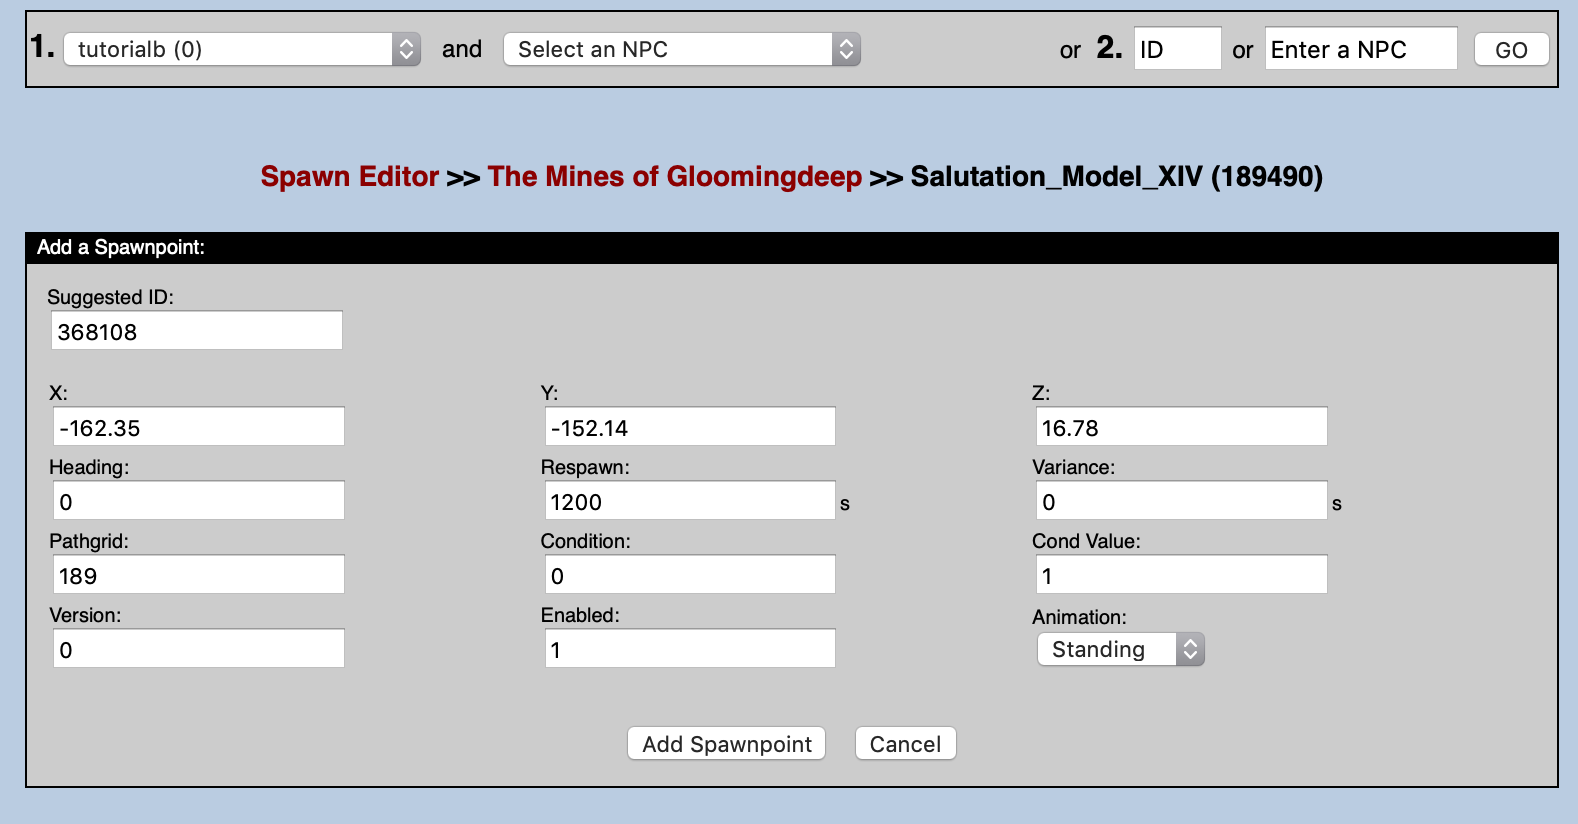 1. tutorialb (0) and Select an NPC or 2. ID or Enter a NPC GO
Spawn Editor >> The Mines of Gloomingdeep >> Salutation_Model_XIV (189490)
Add a Spawnpoint:
Suggested ID:
368108
X: Y: Z:
-162.35 -152.14 16.78
Heading: Respawn: Variance:
0 1200 s 0 s
Pathgrid: Condition: Cond Value:
189 0 1
Version: Enabled: Animation:
0 1 Standing
Add Spawnpoint Cancel